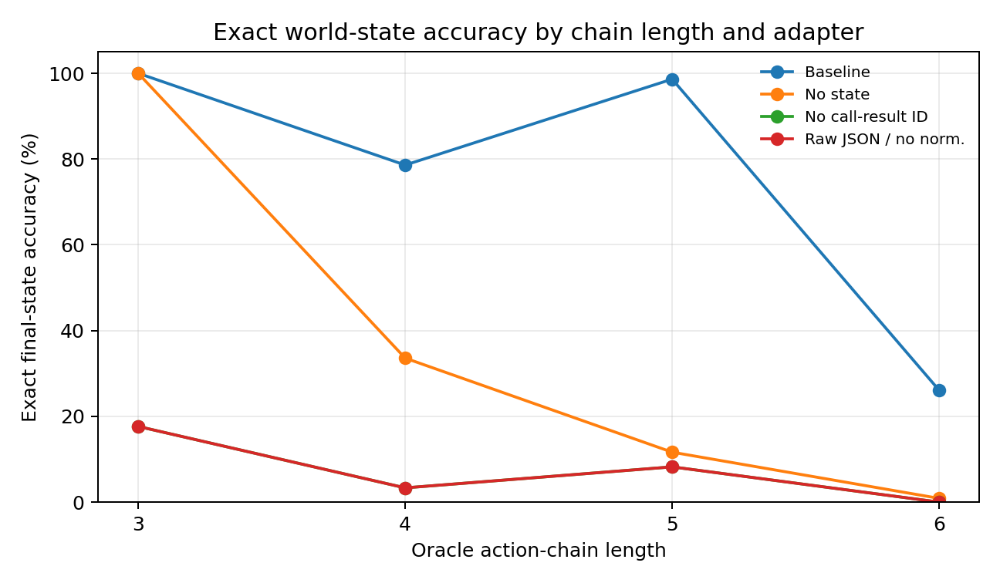 Exact world-state accuracy by chain length and adapter
Exact final-state accuracy (%)
100
80
60
40
20
0
Baseline
No state
No call-result ID
Raw JSON / no norm.
3 4 5 6
Oracle action-chain length